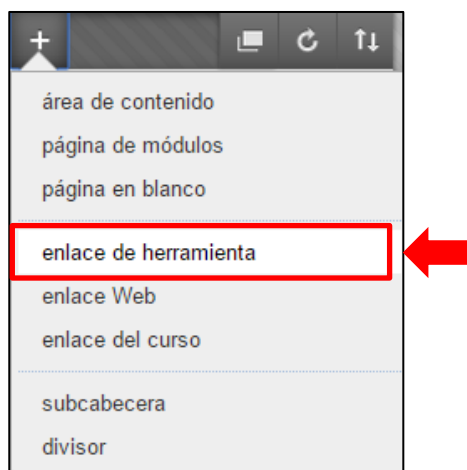 área de contenido
página de módulos
página en blanco
enlace de herramienta
enlace Web
enlace del curso
subcabecera
divisor